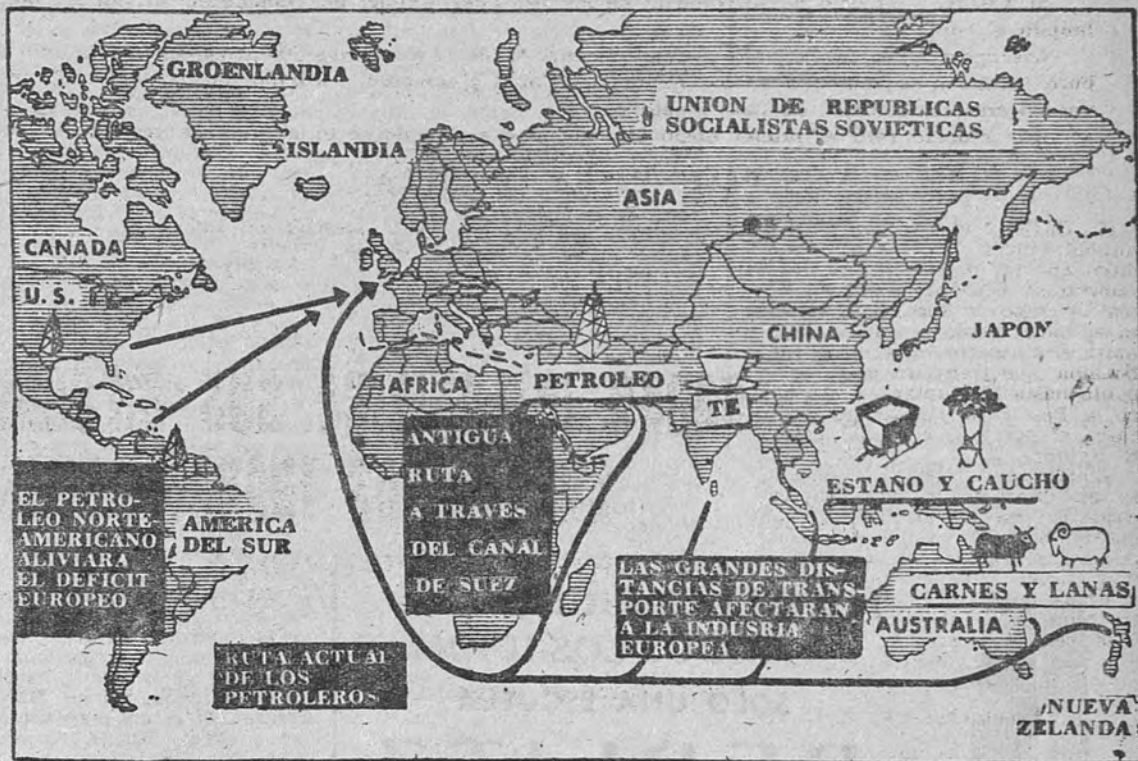 GROENLANDIA
UNION DE REPUBLICAS
SOCIALISTAS SOVIETICAS
ISLANDIA
ASIA
CANADA
U. S.
CHINA
JAPON
AFRICA
PETROLEO
TE
ANTIGUA
RUTA
A TRAVES
DEL CANAL
DE SUEZ
ESTAÑO Y CAUCHO
EL PETRO-
LEO NORTE-
AMERICANO
ALIVIARA
EL DEFICIT
EUROPEO
AMERICA
DEL SUR
LAS GRANDES DIS-
TANCIAS DE TRANS-
PORTE AFECTARAN
A LA INDUSRIA
EUROPEA
CARNES Y LANAS
AUSTRALIA
RUTA ACTUAL
DE LOS
PETROLEROS
NUEVA
ZELANDA